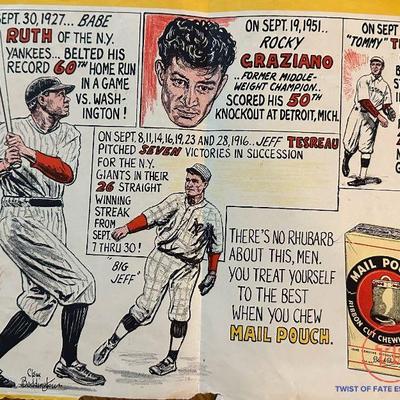 SEPT. 30, 1927... BABE
RUTH OF THE N.Y.
YANKEES... BELTED HIS
RECORD 60TH HOME RUN
IN A GAME
VS. WASH-
INGTON!
ON SEPT. 19, 1951..
ROCKY
GRAZIANO
..FORMER MIDDLE-
WEIGHT CHAMPION..
SCORED HIS 50TH
KNOCKOUT AT DETROIT, MICH.
ON SEPT
"TOMMY"
ON SEPT. 8, 11, 14, 16, 19, 23 AND 28, 1916.. JEFF TESREAU
PITCHED SEVEN VICTORIES IN SUCCESSION
FOR THE N.Y.
GIANTS IN THEIR
26 STRAIGHT
WINNING
STREAK
FROM
SEPT.
7 THRU 30!
"BIG
JEFF"
THERE'S NO RHUBARB
ABOUT THIS, MEN.
YOU TREAT YOURSELF
TO THE BEST
WHEN YOU CHEW
MAIL POUCH.
MAIL POU
RIBBON CUT CHEWI
TWIST OF FATE ES